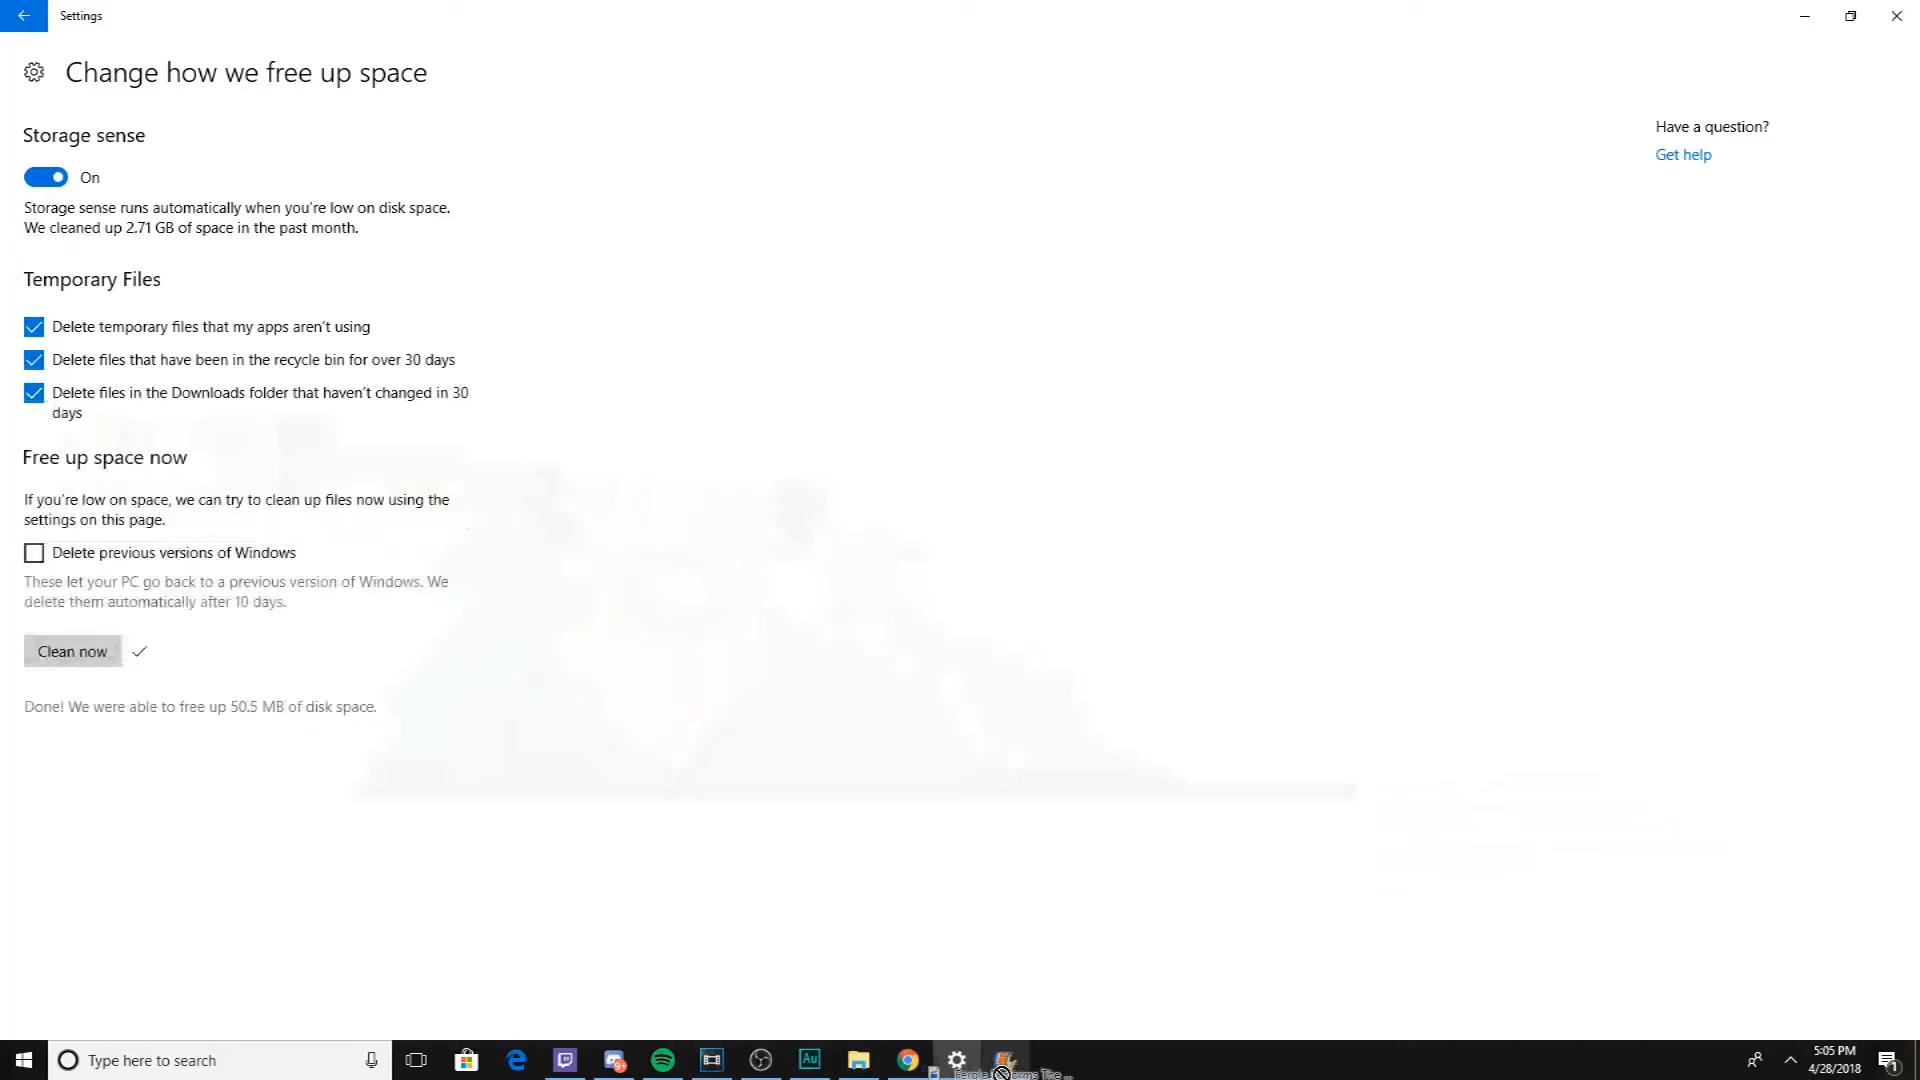 Settings
Change how we free up space
Storage sense
Have a question?
On
Get help
Storage sense runs automatically when you're low on disk space.
We cleaned up 2.71 GB of space in the past month.
Temporary Files
Delete temporary files that my apps aren't using
Delete files that have been in the recycle bin for over 30 days
Delete files in the Downloads folder that haven't changed in 30
days
Free up space now
If you're low on space, we can try to clean up files now using the
settings on this page.
Delete previous versions of Windows
These let your PC go back to a previous version of Windows. We
delete them automatically after 10 days.
Clean now
Done! We were able to free up 50.5 MB of disk space.
Type here to search
9+
Au
5:05 PM
4/28/2018
1
The ...